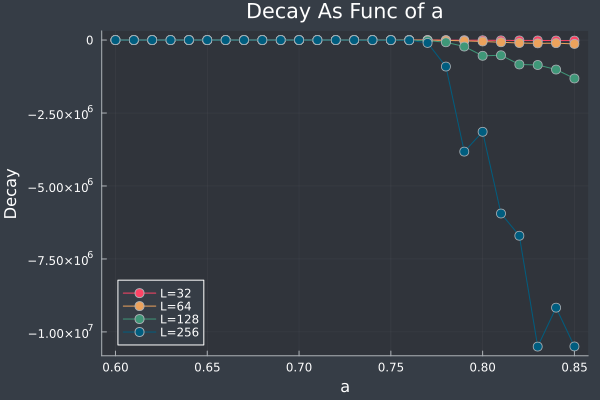 Decay As Func of a
Decay
0
−2.50×10⁶
−5.00×10⁶
−7.50×10⁶
−1.00×10⁷
L=32
L=64
L=128
L=256
0.60 0.65 0.70 0.75 0.80 0.85
a